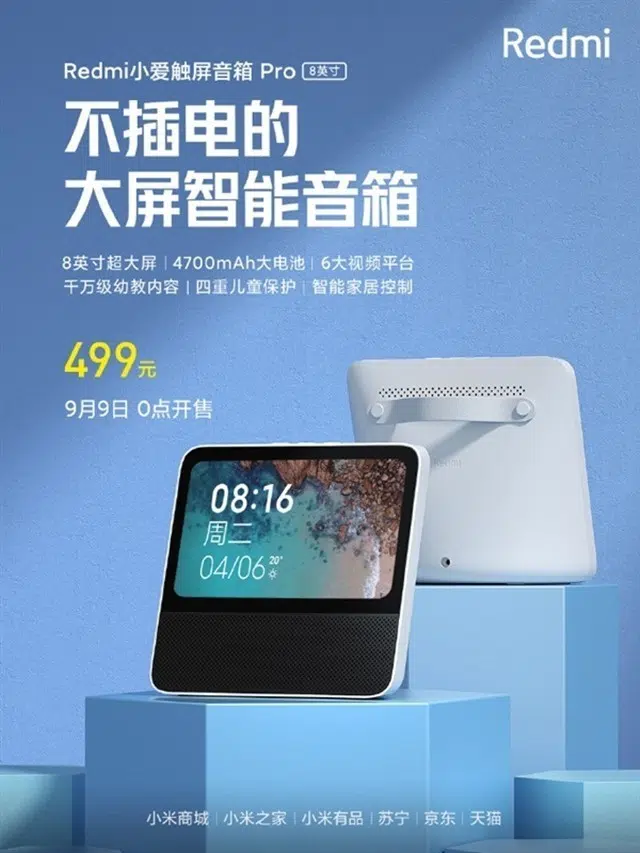 Redmi
Redmi小爱触屏音箱 Pro 8英寸
不插电的
大屏智能音箱
8英寸超大屏 | 4700mAh大电池 | 6大视频平台
千万级幼教内容 | 四重儿童保护 | 智能家居控制
499元
9月9日 0点开售
08:16
周二
04/06 20°
Redmi
小米商城 | 小米之家 | 小米有品 | 苏宁 | 京东 | 天猫